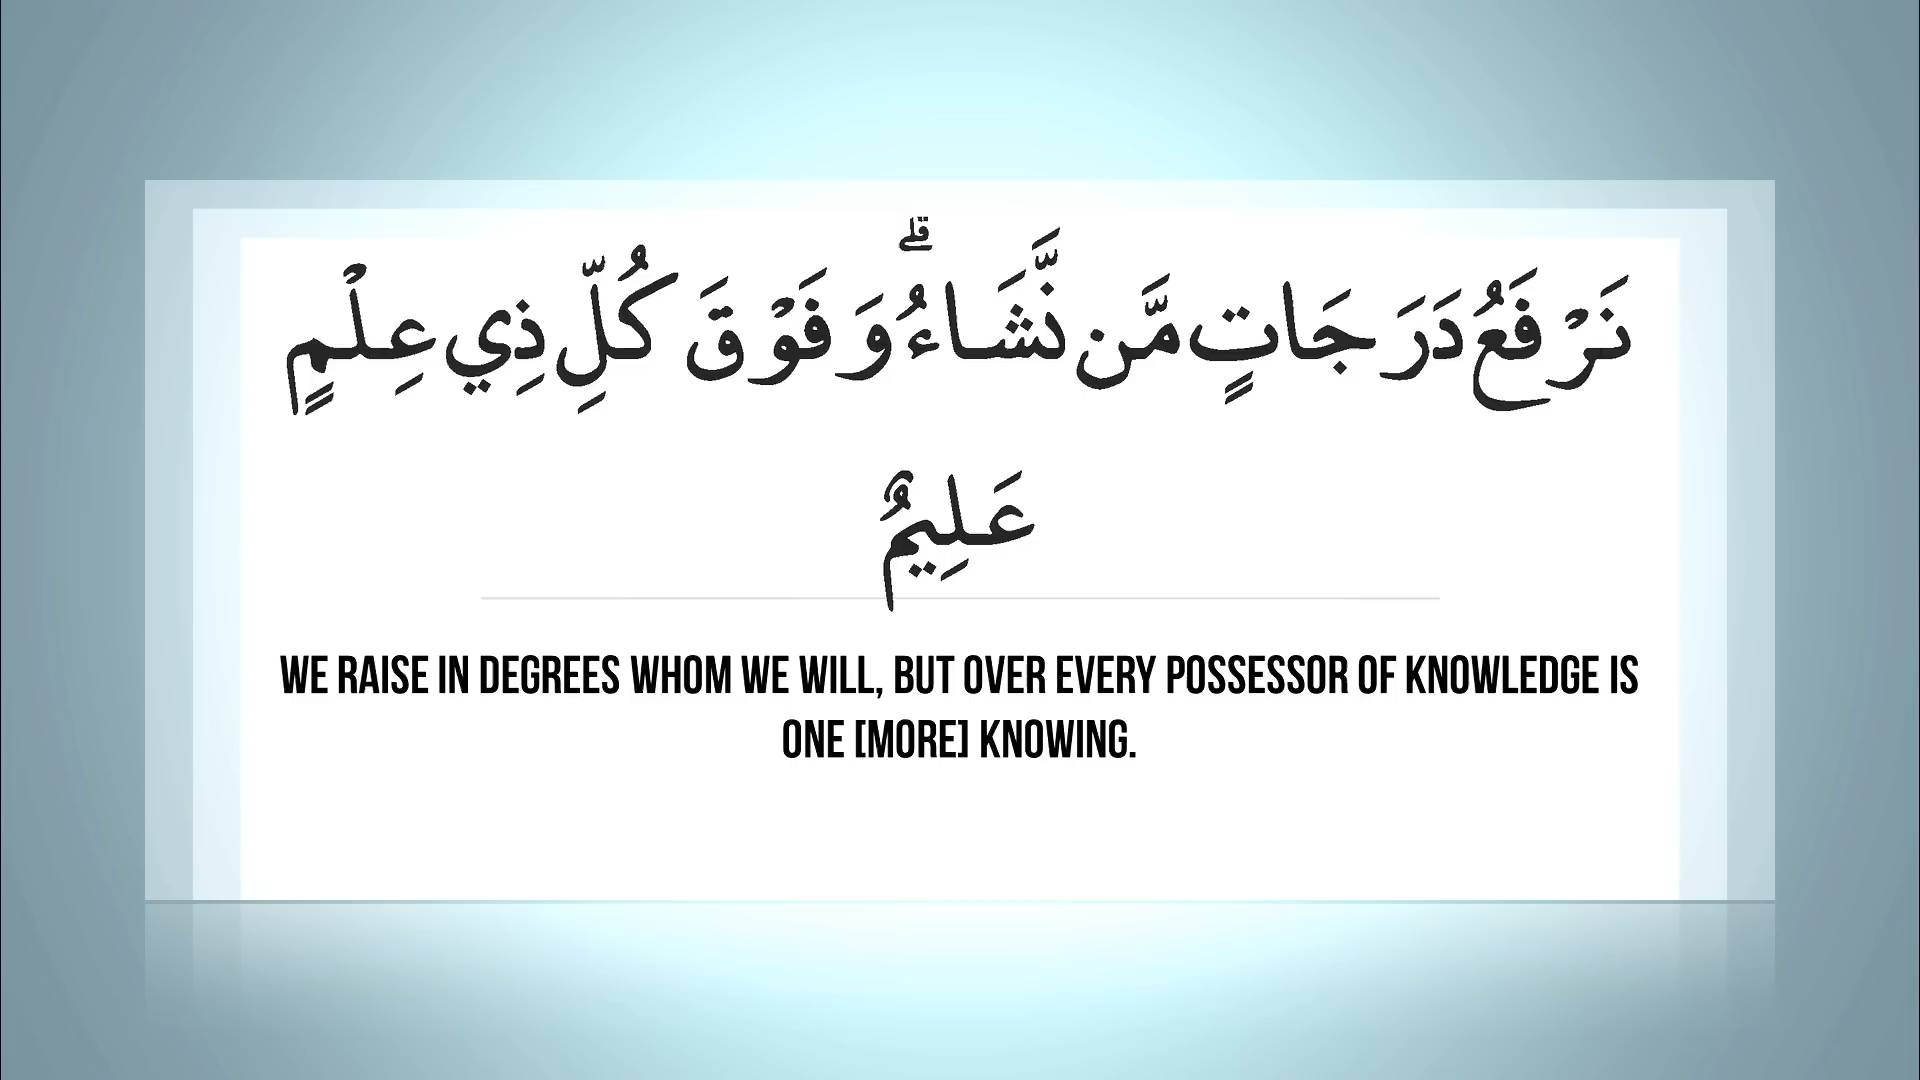 نَرْفَعُ دَرَجَاتٍ مَّن نَّشَاءُ ۗ وَفَوْقَ كُلِّ ذِي عِلْمٍ
عَلِيمٌ
WE RAISE IN DEGREES WHOM WE WILL, BUT OVER EVERY POSSESSOR OF KNOWLEDGE IS
ONE [MORE] KNOWING.